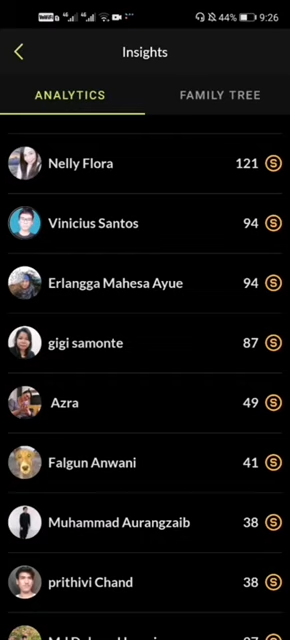 44% 9:26
Insights
ANALYTICS FAMILY TREE
Nelly Flora 121 S
Vinicius Santos 94 S
Erlangga Mahesa Ayue 94 S
gigi samonte 87 S
Azra 49 S
Falgun Anwani 41 S
Muhammad Aurangzaib 38 S
prithivi Chand 38 S